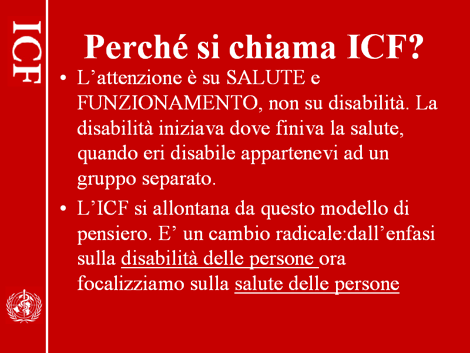 ICF
Perché si chiama ICF?
• L’attenzione è su SALUTE e
FUNZIONAMENTO, non su disabilità. La
disabilità iniziava dove finiva la salute,
quando eri disabile appartenevi ad un
gruppo separato.
• L’ICF si allontana da questo modello di
pensiero. E’ un cambio radicale:dall’enfasi
sulla disabilità delle persone ora
focalizziamo sulla salute delle persone